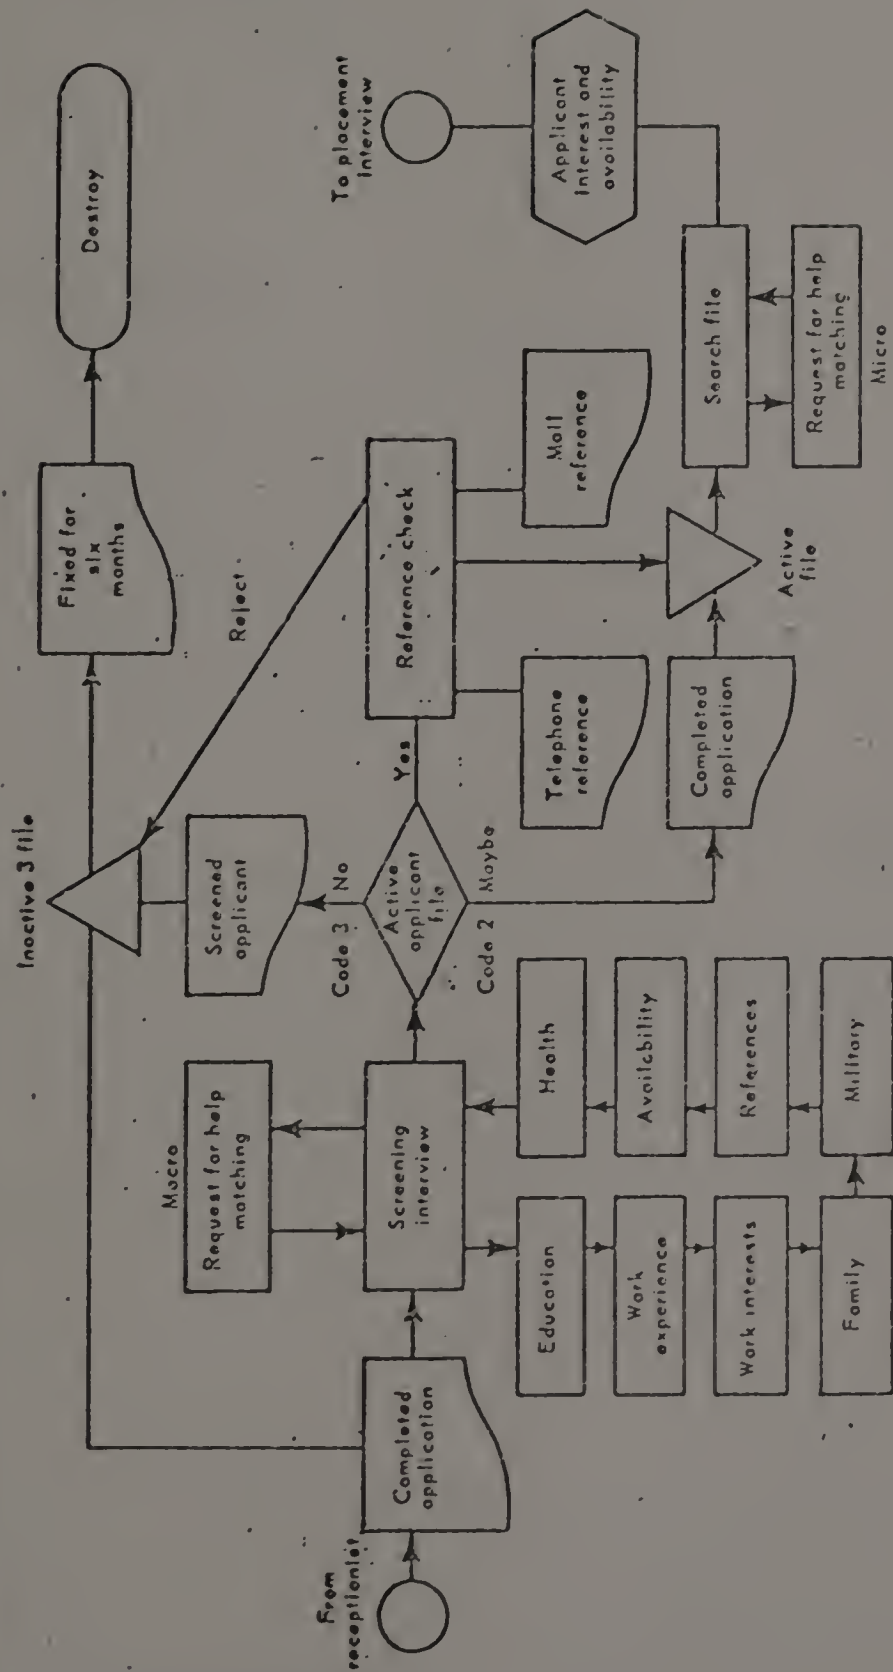 From
receptionist
Completed
application
Macro
Request for help
matching
Screening
interview
Education
Work
experience
Work interests
Family
Military
References
Availability
Health
Inactive 3 file
Screened
applicant
Code 3
No
Active
applicant
file
Code 2
Maybe
Yes
Reject
Fixed for
six
months
Destroy
Reference check
Telephone
reference
Mail
reference
Completed
application
Active
file
Search file
Request for help
matching
Micro
Applicant
interest and
availability
To placement
interview